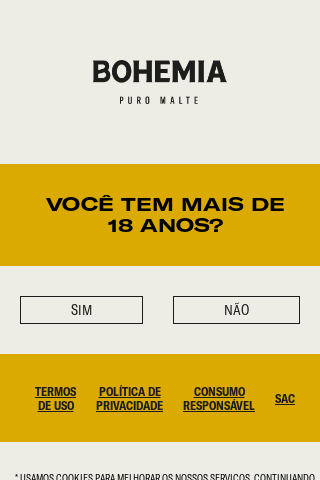 BOHEMIA
PURO MALTE
VOCÊ TEM MAIS DE
18 ANOS?
SIM
NÃO
TERMOS
DE USO
POLÍTICA DE
PRIVACIDADE
CONSUMO
RESPONSÁVEL
SAC
* USAMOS COOKIES PARA MELHORAR OS NOSSOS SERVIÇOS. CONTINUANDO